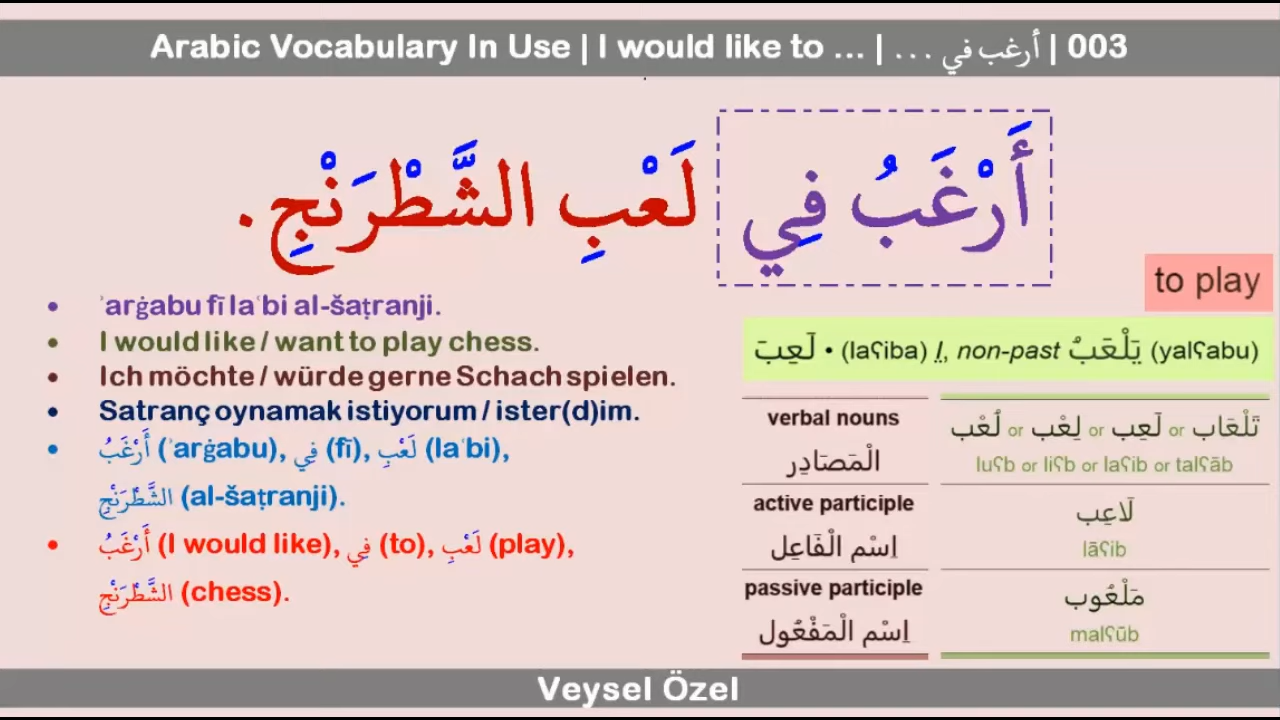 Arabic Vocabulary In Use | I would like to ... | أرغب في ... | 003
أَرْغَبُ فِي لَعْبِ الشَّطْرَنْجِ.
ʾarġabu fī laʿbi al-šaṭranji.
I would like / want to play chess.
Ich möchte / würde gerne Schach spielen.
Satranç oynamak istiyorum / ister(d)im.
أَرْغَبُ (ʾarġabu), فِي (fī), لَعْبِ (laʿbi),
الشَّطْرَنْجِ (al-šaṭranji).
أَرْغَبُ (I would like), فِي (to), لَعْبِ (play),
الشَّطْرَنْجِ (chess).
to play
لَعِبَ • (laʕiba) I, non-past يَلْعَبُ (yalʕabu)
verbal nouns
الْمَصَادِر
لُعْب or لِعْب or لَعِب or تَلْعَاب
luʕb or liʕb or laʕib or talʕāb
active participle
اِسْم الْفَاعِل
لَاعِب
lāʕib
passive participle
اِسْم الْمَفْعُول
مَلْعُوب
malʕūb
Veysel Özel